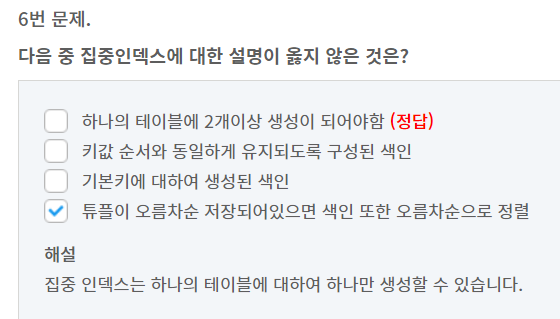 6번 문제.
다음 중 집중인덱스에 대한 설명이 옳지 않은 것은?
하나의 테이블에 2개이상 생성이 되어야함 (정답)
키값 순서와 동일하게 유지되도록 구성된 색인
기본키에 대하여 생성된 색인
튜플이 오름차순 저장되어있으면 색인 또한 오름차순으로 정렬
해설
집중 인덱스는 하나의 테이블에 대하여 하나만 생성할 수 있습니다.